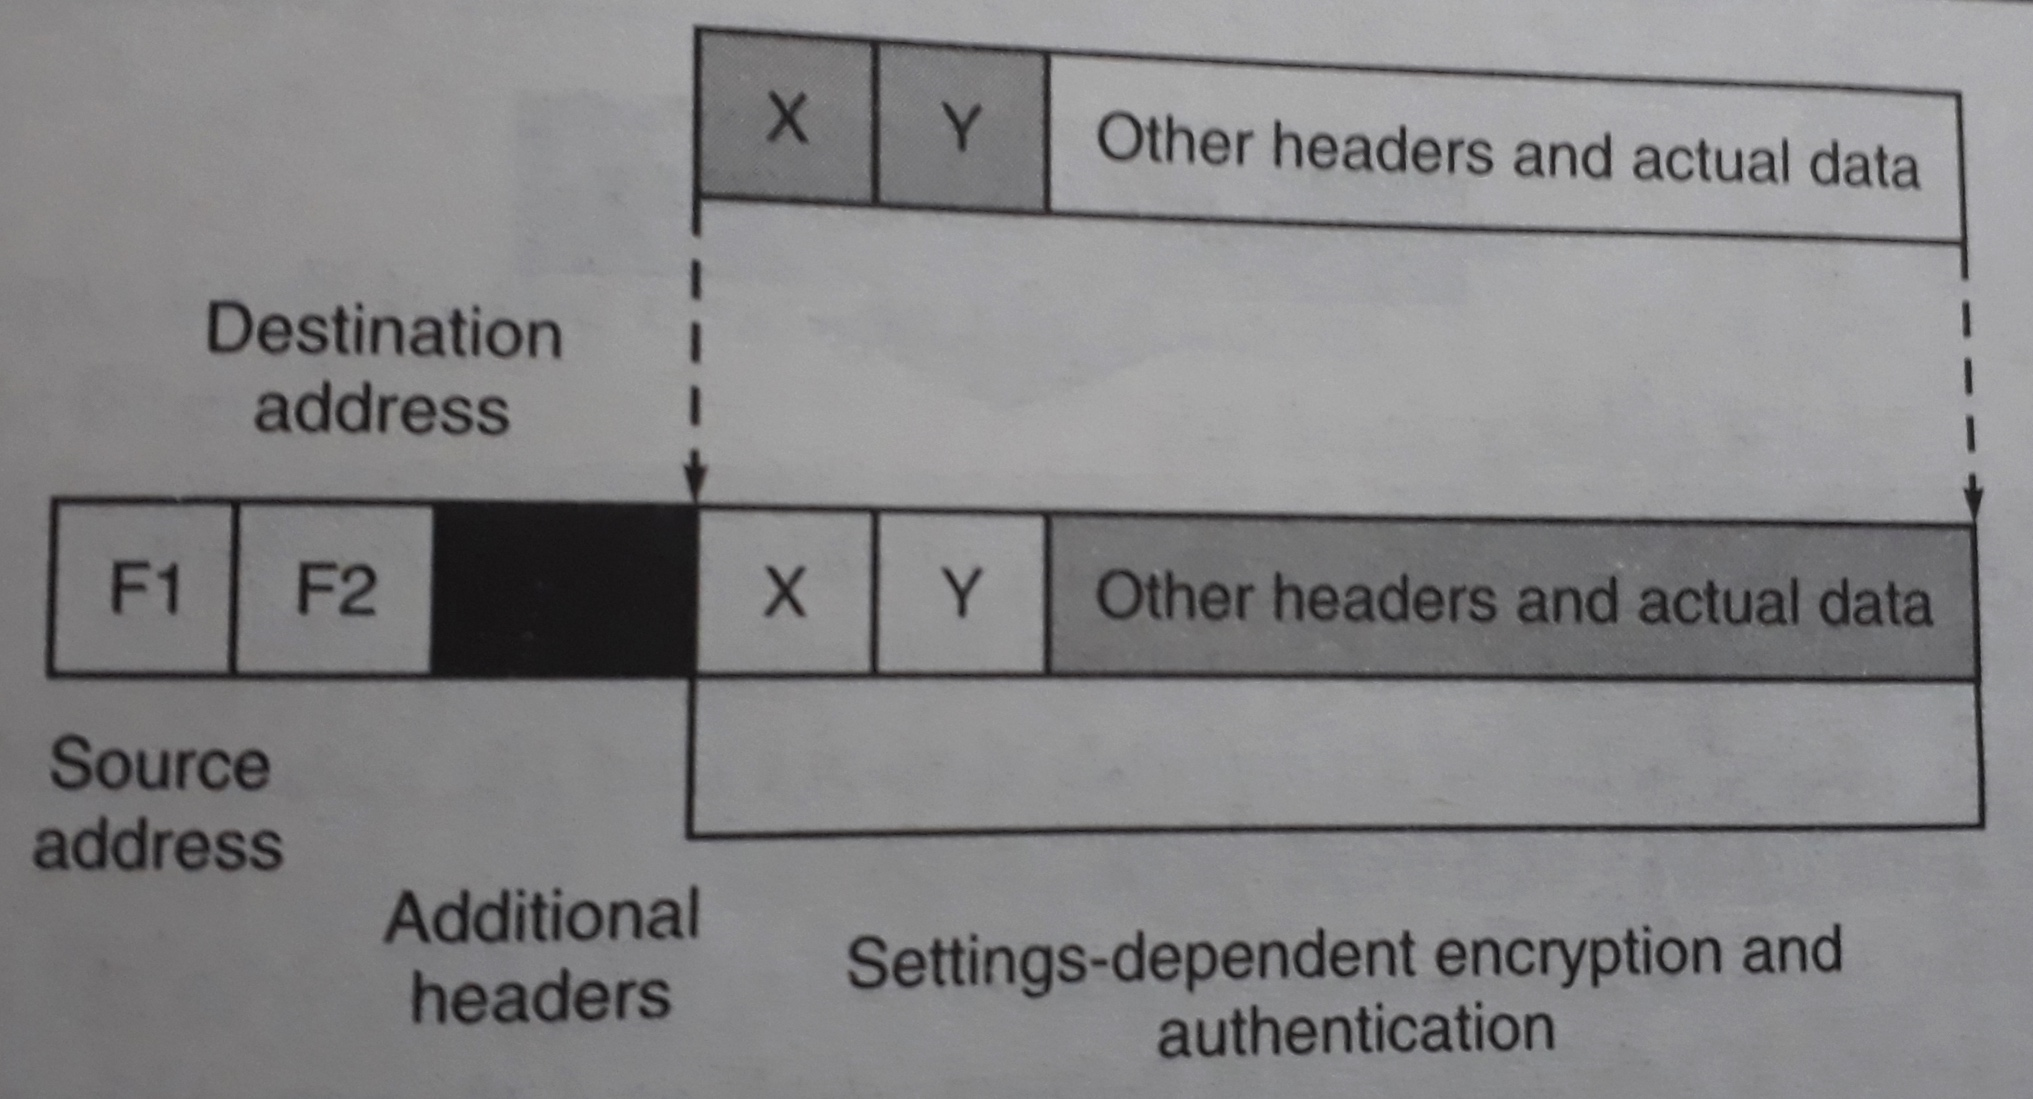 X Y Other headers and actual data
Destination
address
F1 F2 X Y Other headers and actual data
Source
address
Additional
headers
Settings-dependent encryption and
authentication